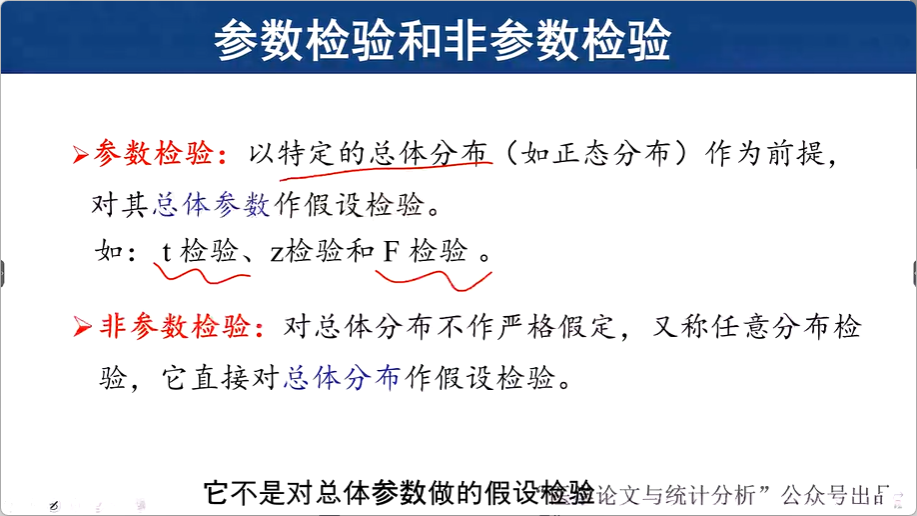 参数检验和非参数检验
➢参数检验：以特定的总体分布（如正态分布）作为前提，
对其总体参数作假设检验。
如： t 检验、z检验和 F 检验 。
➢非参数检验：对总体分布不作严格假定，又称任意分布检
验，它直接对总体分布作假设检验。
它不是对总体参数做的假设检验
论文与统计分析”公众号出品